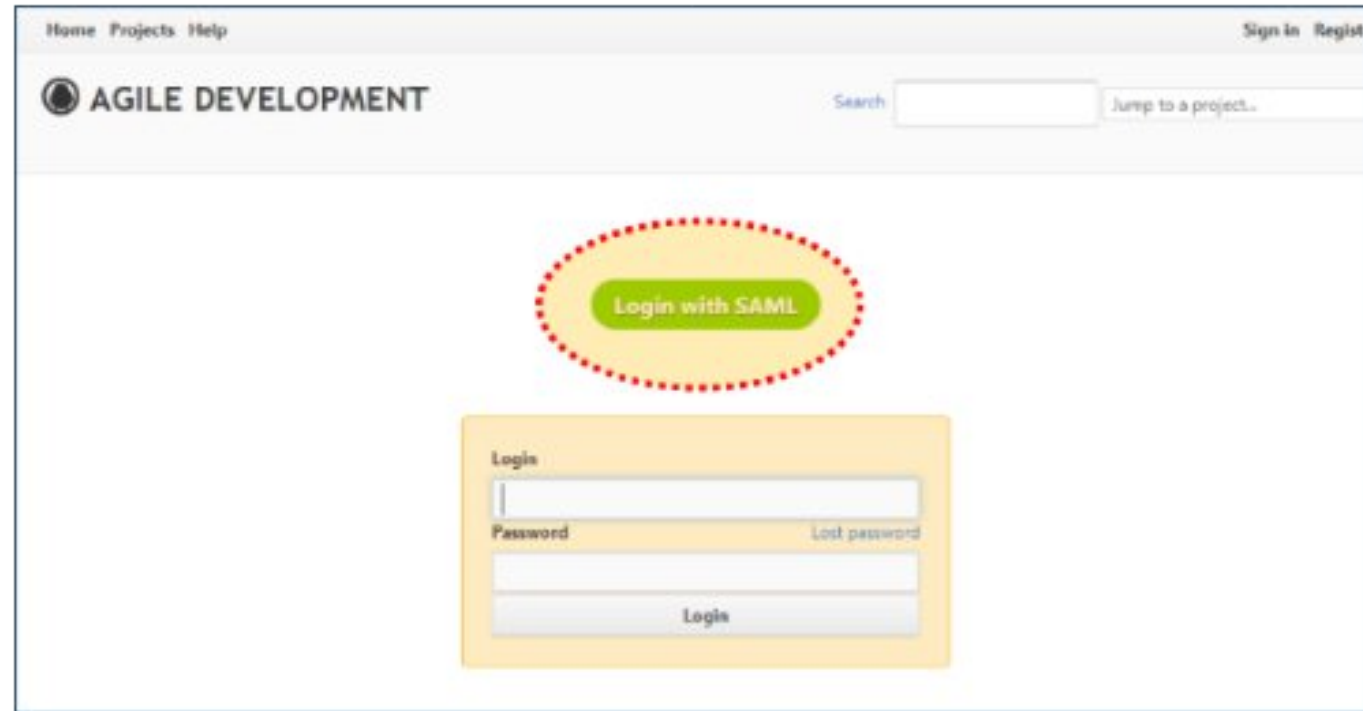 Home Projects Help Sign in Regist
AGILE DEVELOPMENT
Search Jump to a project...
Login with SAML
Login
Password Lost password
Login